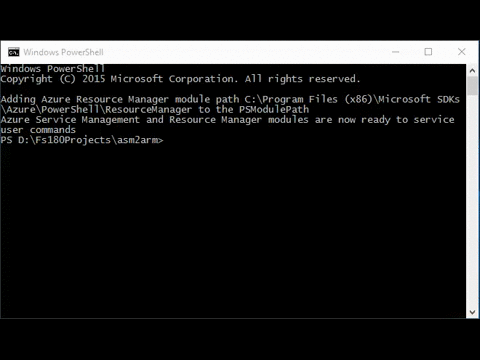 Windows PowerShell
Windows PowerShell
Copyright (C) 2015 Microsoft Corporation. All rights reserved.
Adding Azure Resource Manager module path C:\Program Files (x86)\Microsoft SDKs
\Azure\PowerShell\ResourceManager to the PSModulePath
Azure Service Management and Resource Manager modules are now ready to service
user commands
PS D:\Fs180Projects\asm2arm>